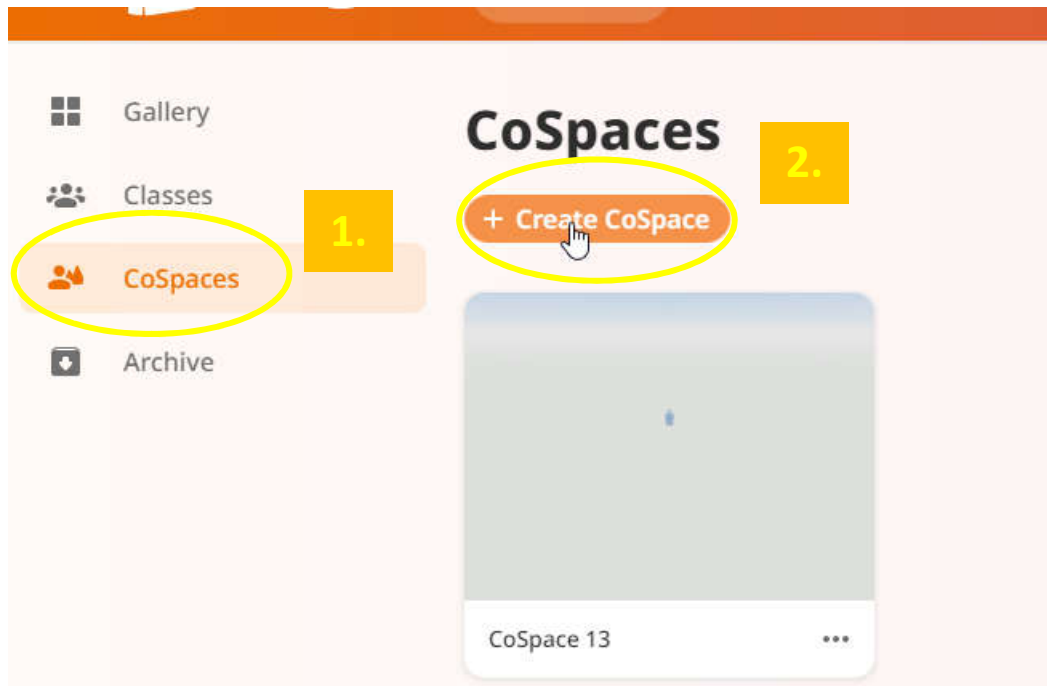 Gallery
Classes
1.
CoSpaces
Archive
CoSpaces
2.
+ Create CoSpace
CoSpace 13